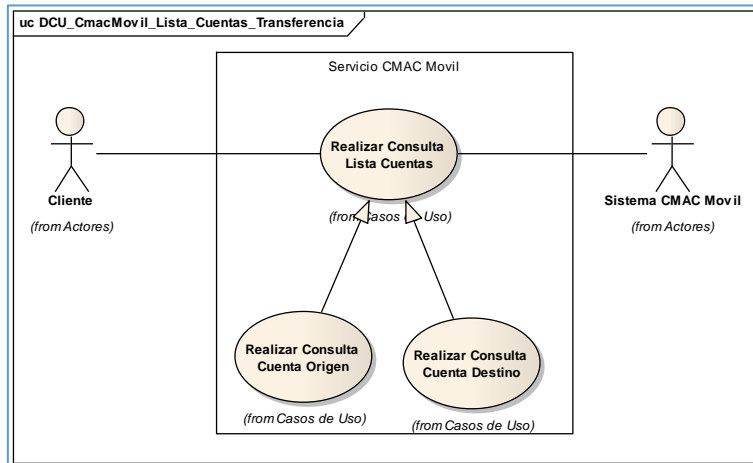 uc DCU_CmacMovil_Lista_Cuentas_Transferencia
Servicio CMAC Movil
Realizar Consulta
Lista Cuentas
(from Casos de Uso)
Cliente
(from Actores)
Sistema CMAC Movil
(from Actores)
Realizar Consulta
Cuenta Origen
(from Casos de Uso)
Realizar Consulta
Cuenta Destino
(from Casos de Uso)